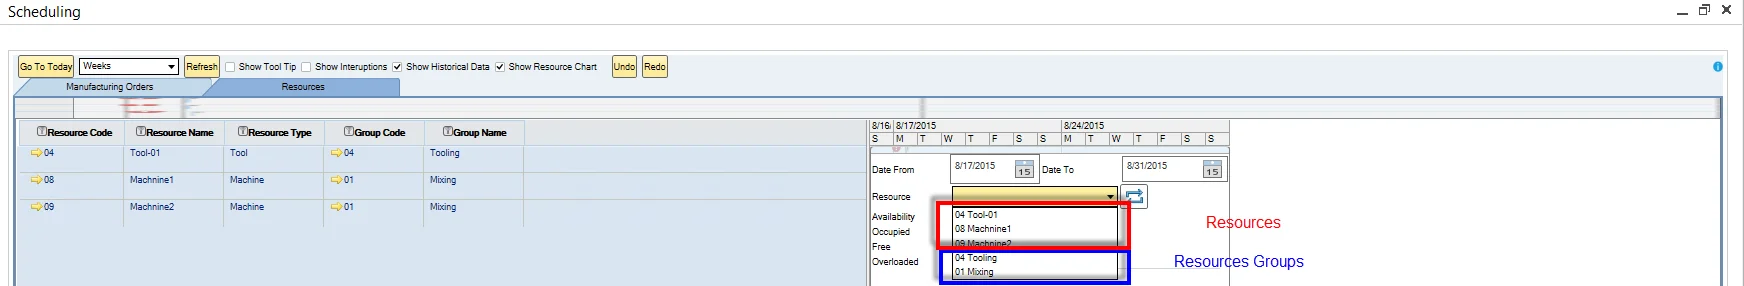 Scheduling
Go To Today Weeks Refresh Show Tool Tip Show Interuptions Show Historical Data Show Resource Chart Undo Redo
Manufacturing Orders Resources
Resource Code Resource Name Resource Type Group Code Group Name
04 Tool-01 Tool 04 Tooling
08 Machnine1 Machine 01 Mixing
09 Machnine2 Machine 01 Mixing
8/16/ 8/17/2015 8/24/2015
S M T W T F S S M T W T F S S
Date From 8/17/2015 15 Date To 8/31/2015 15
Resource
Availability
Occupied
Free
Overloaded
04 Tool-01
08 Machnine1
09 Machnine2
04 Tooling
01 Mixing
Resources
Resources Groups